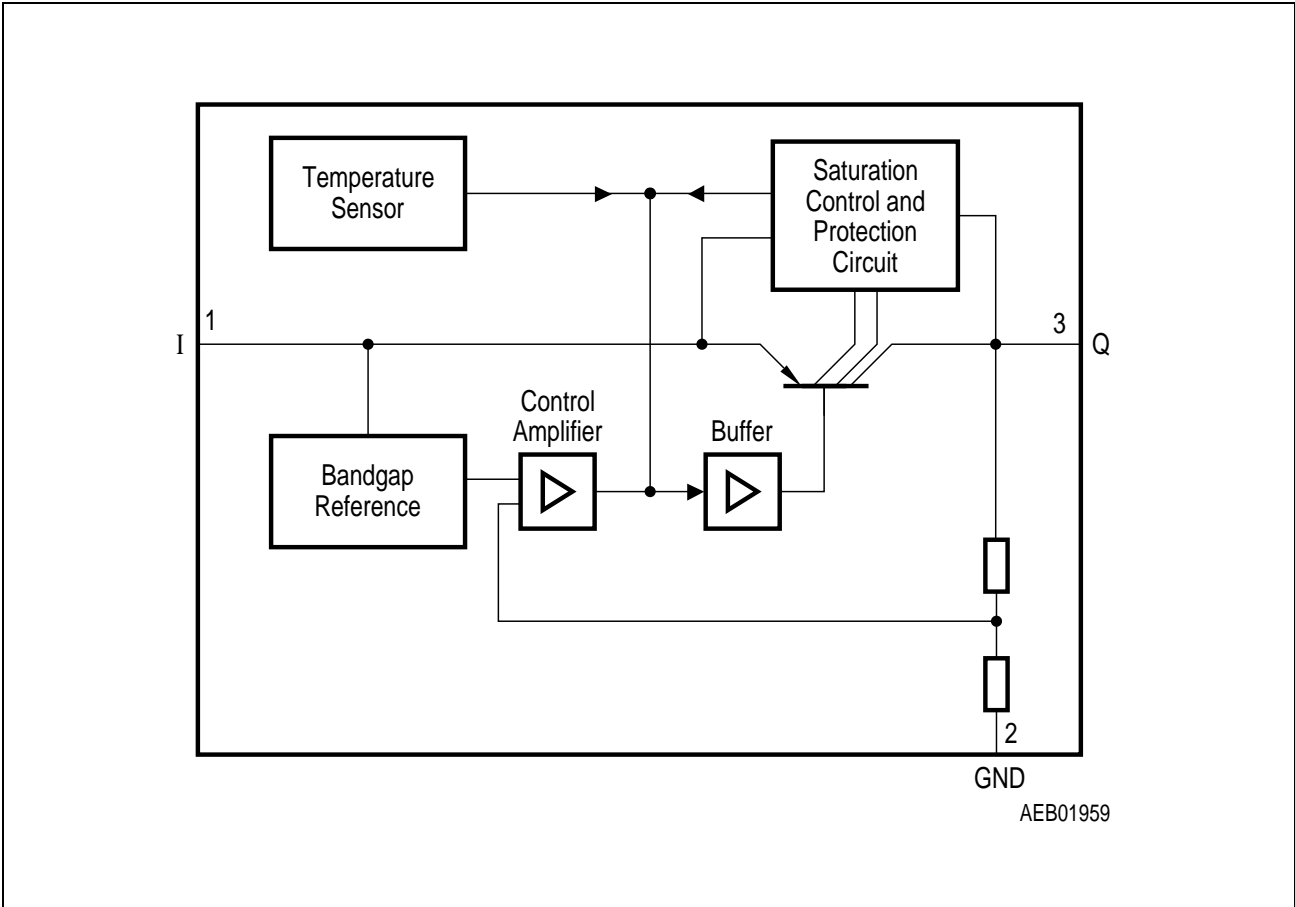 Temperature
Sensor
Saturation
Control and
Protection
Circuit
1
I
3
Q
Control
Amplifier
Buffer
Bandgap
Reference
2
GND
AEB01959